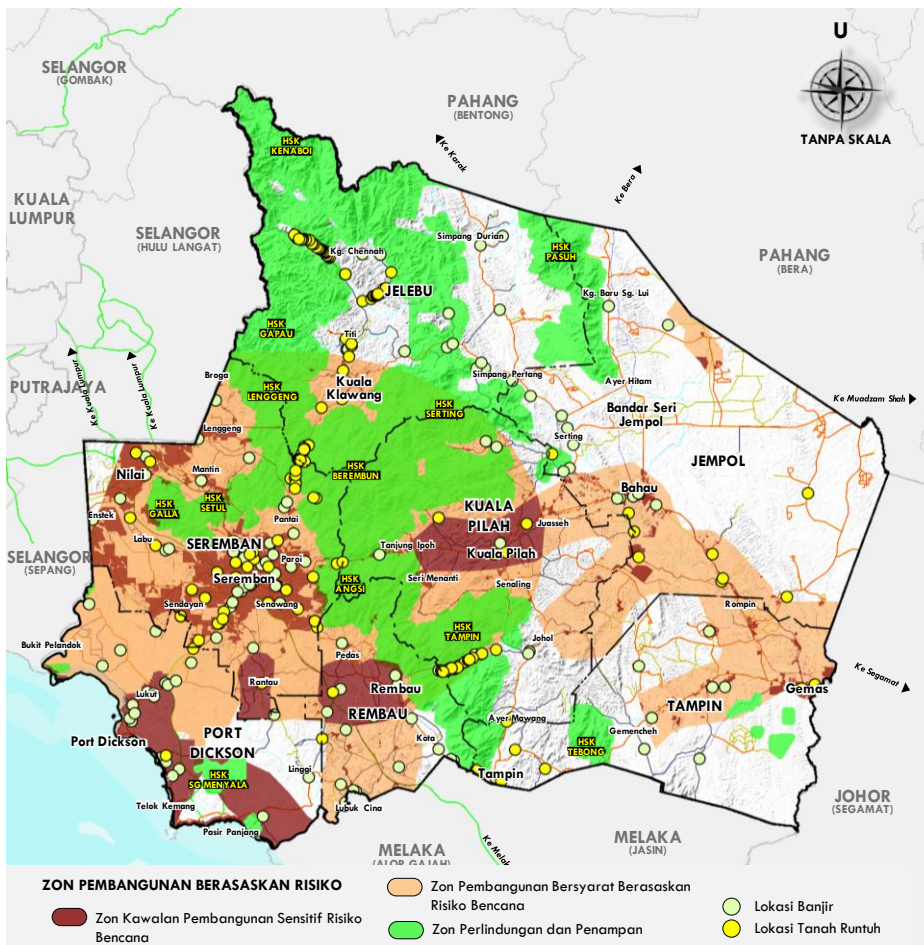 SELANGOR
(GOMBAK)
PAHANG
(BENTONG)
U
TANPA SKALA
HSK
KENABOI
Ke Karak
Ke Bera
KUALA
LUMPUR
SELANGOR
(HULU LANGAT)
Kg. Chennah
Simpang Durian
HSK
PASUH
PAHANG
(BERA)
JELEBU
Kg. Baru Sg. Lui
HSK
GAPAU
Titi
PUTRAJAYA
Ke Kuala Lumpur
Ke Kuala Lumpur
Broga
HSK
LENGGENG
Kuala
Klawang
Simpang Pertang
Ayer Hitam
HSK
SERTING
Bandar Seri
Jempol
Ke Muadzam Shah
Lenggeng
Serting
JEMPOL
Nilai
Mantin
HSK
BEREMBUN
Bahau
HSK
GALLA
HSK
SETUL
Enstek
Pantai
KUALA
PILAH
Juasseh
Labu
SEREMBAN
Paroi
Tanjung Ipoh
Kuala Pilah
SELANGOR
(SEPANG)
Seremban
HSK
ANGSI
Seri Menanti
Senaling
Sendayan
Senawang
Rompin
HSK
TAMPIN
Johol
Bukit Pelandok
Pedas
Ke Segamat
Lukut
Rantau
Rembau
REMBAU
Gemas
TAMPIN
Port Dickson
PORT
DICKSON
Kota
Ayer Mawang
Gemencheh
HSK
TEBONG
Linggi
HSK
SG MENYALA
Tampin
Telok Kemang
Lubuk Cina
Pasir Panjang
JOHOR
(SEGAMAT)
MELAKA
(ALOR GAJAH)
Ke Melaka
MELAKA
(JASIN)
ZON PEMBANGUNAN BERASASKAN RISIKO
Zon Kawalan Pembangunan Sensitif Risiko
Bencana
Zon Pembangunan Bersyarat Berasaskan
Risiko Bencana
Zon Perlindungan dan Penampan
Lokasi Banjir
Lokasi Tanah Runtuh